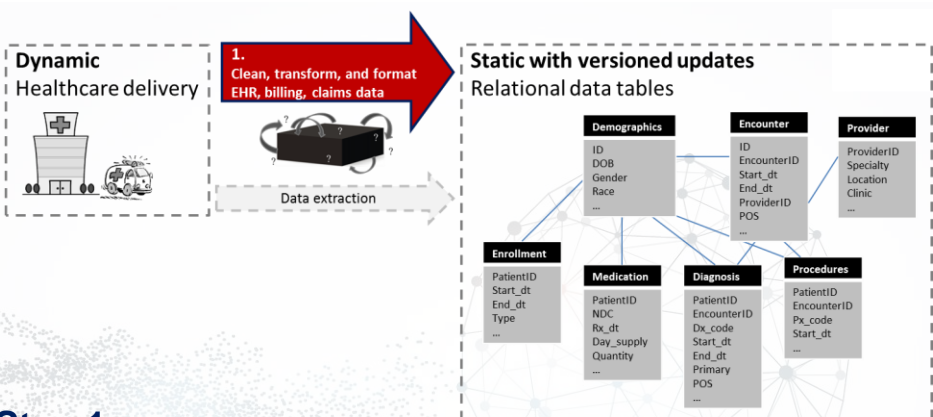 Dynamic
Healthcare delivery
1.
Clean, transform, and format
EHR, billing, claims data
? ? ? ? ? ?
Data extraction
Static with versioned updates
Relational data tables
Demographics
ID
DOB
Gender
Race
...
Encounter
ID
EncounterID
Start_dt
End_dt
ProviderID
POS
...
Provider
ProviderID
Specialty
Location
Clinic
...
Enrollment
PatientID
Start_dt
End_dt
Type
...
Medication
PatientID
NDC
Rx_dt
Day_supply
Quantity
...
Diagnosis
PatientID
EncounterID
Dx_code
Start_dt
End_dt
Primary
POS
...
Procedures
PatientID
EncounterID
Px_code
Start_dt
...